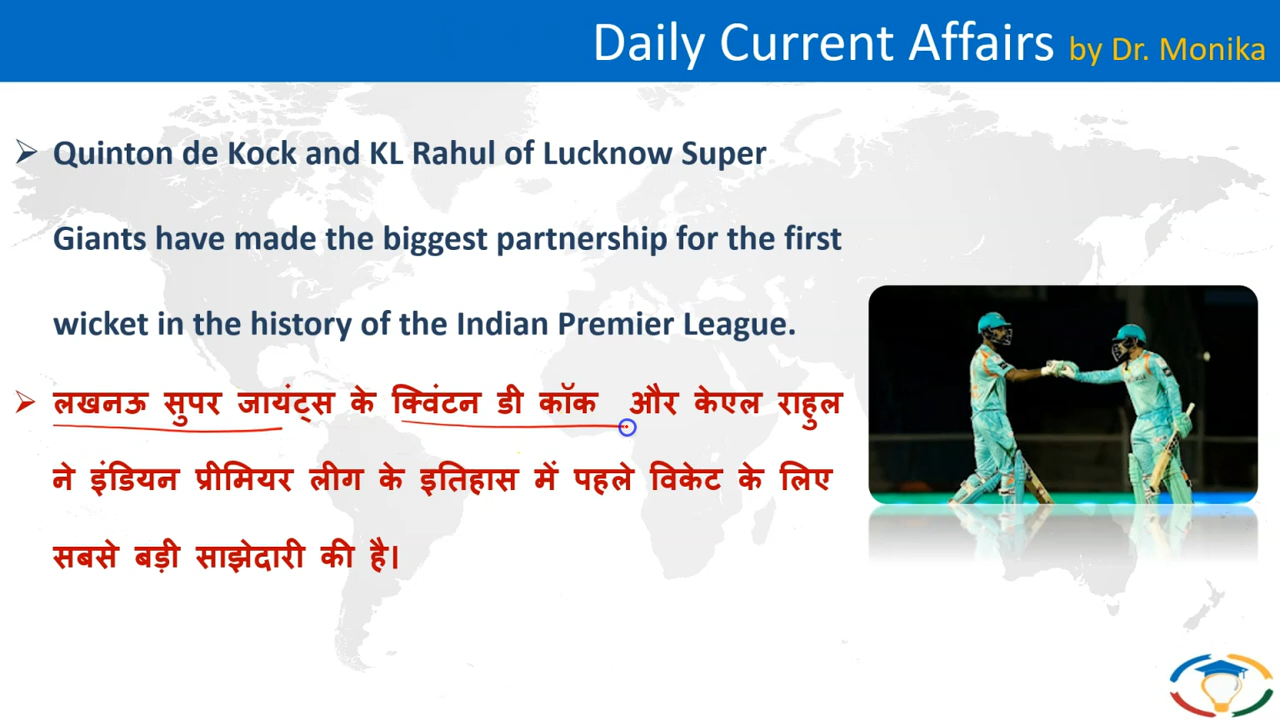 Daily Current Affairs by Dr. Monika
Quinton de Kock and KL Rahul of Lucknow Super
Giants have made the biggest partnership for the first
wicket in the history of the Indian Premier League.
लखनऊ सुपर जायंट्स के क्विंटन डी कॉक और केएल राहुल
ने इंडियन प्रीमियर लीग के इतिहास में पहले विकेट के लिए
सबसे बड़ी साझेदारी की है।